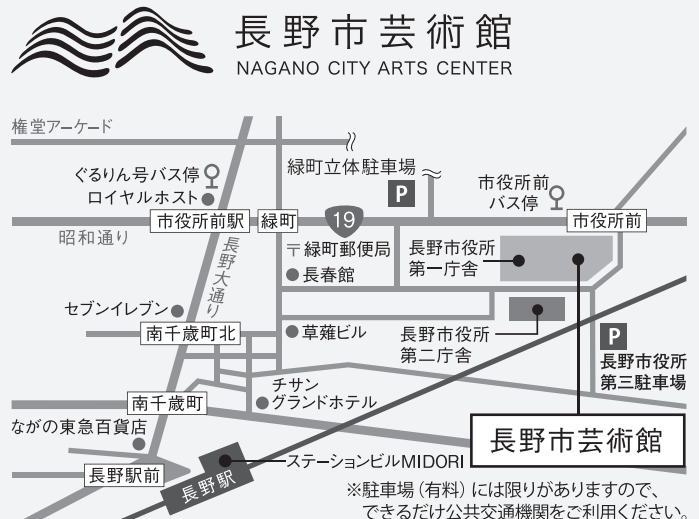 長野市芸術館
NAGANO CITY ARTS CENTER
権堂アーケード
ぐるりん号バス停
ロイヤルホスト
緑町立体駐車場
P
市役所前
バス停
市役所前駅
緑町
19
市役所前
昭和通り
長野大通り
〒緑町郵便局
長春館
長野市役所
第一庁舎
セブンイレブン
南千歳町北
草薙ビル
長野市役所
第二庁舎
P
長野市役所
第三駐車場
チサン
グランドホテル
南千歳町
ながの東急百貨店
長野市芸術館
長野駅前
長野駅
ステーションビルMIDORI
※駐車場(有料)には限りがありますので、
できるだけ公共交通機関をご利用ください。